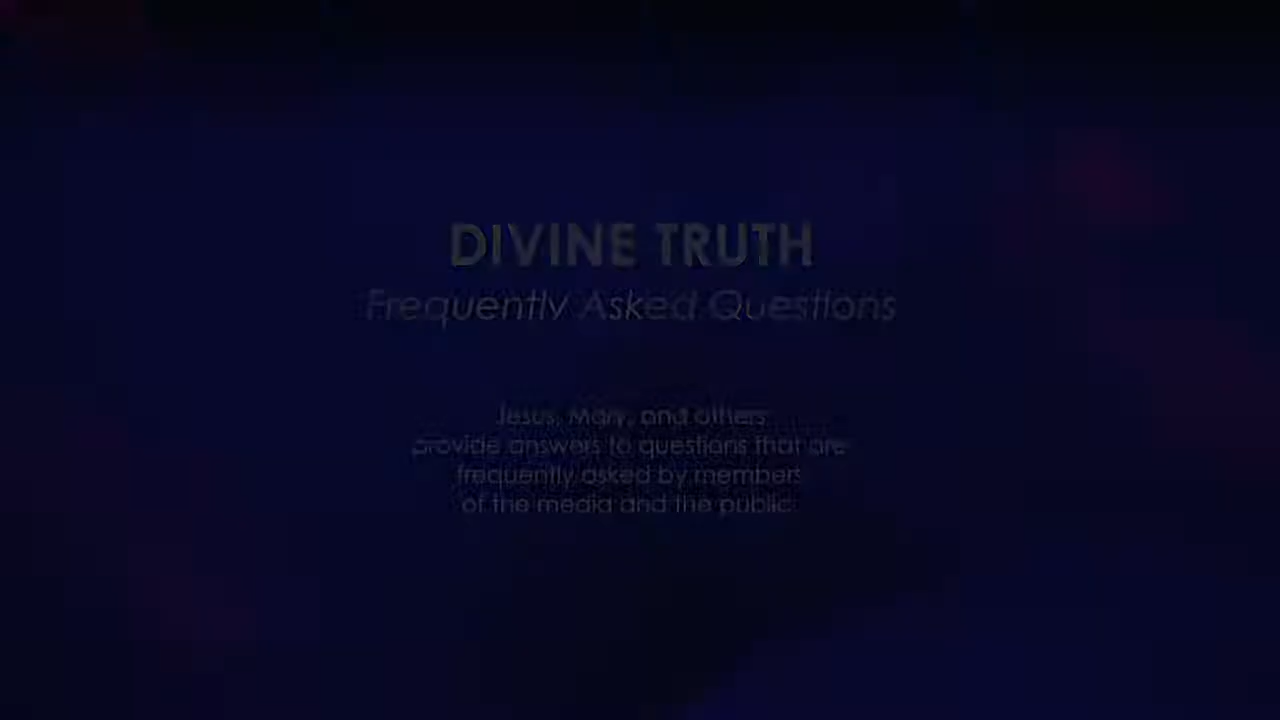 DIVINE TRUTH
Frequently Asked Questions
Jesus, Mary, and others
provide answers to questions that are
frequently asked by members
of the media and the public